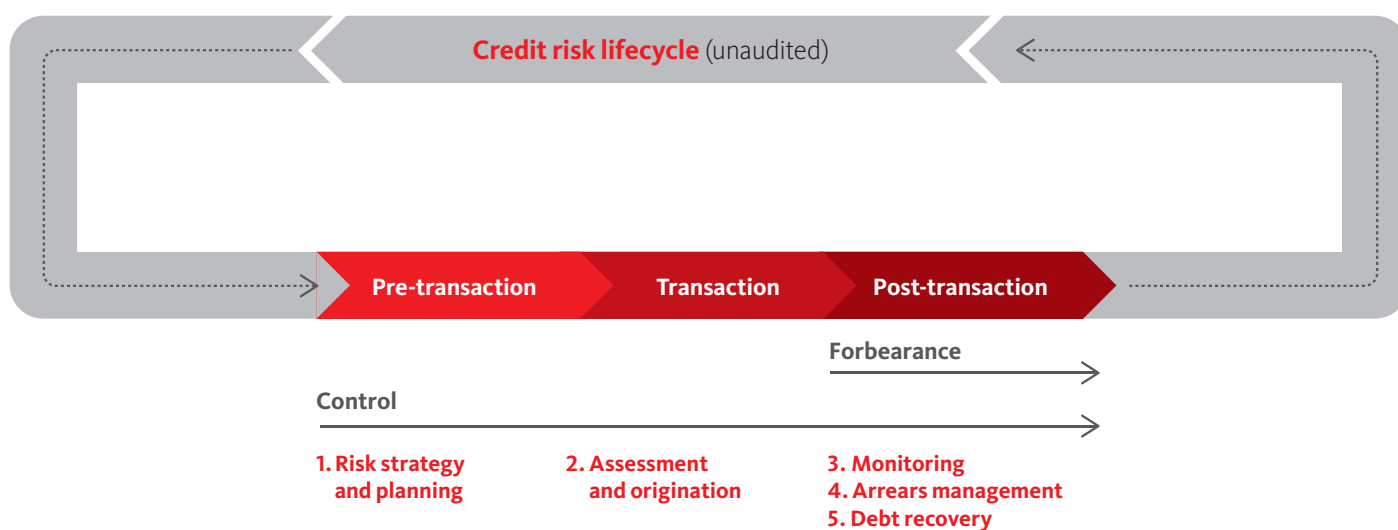 Credit risk lifecycle (unaudited)
Pre-transaction
Transaction
Post-transaction
Forbearance
Control
1. Risk strategy
and planning
2. Assessment
and origination
3. Monitoring
4. Arrears management
5. Debt recovery